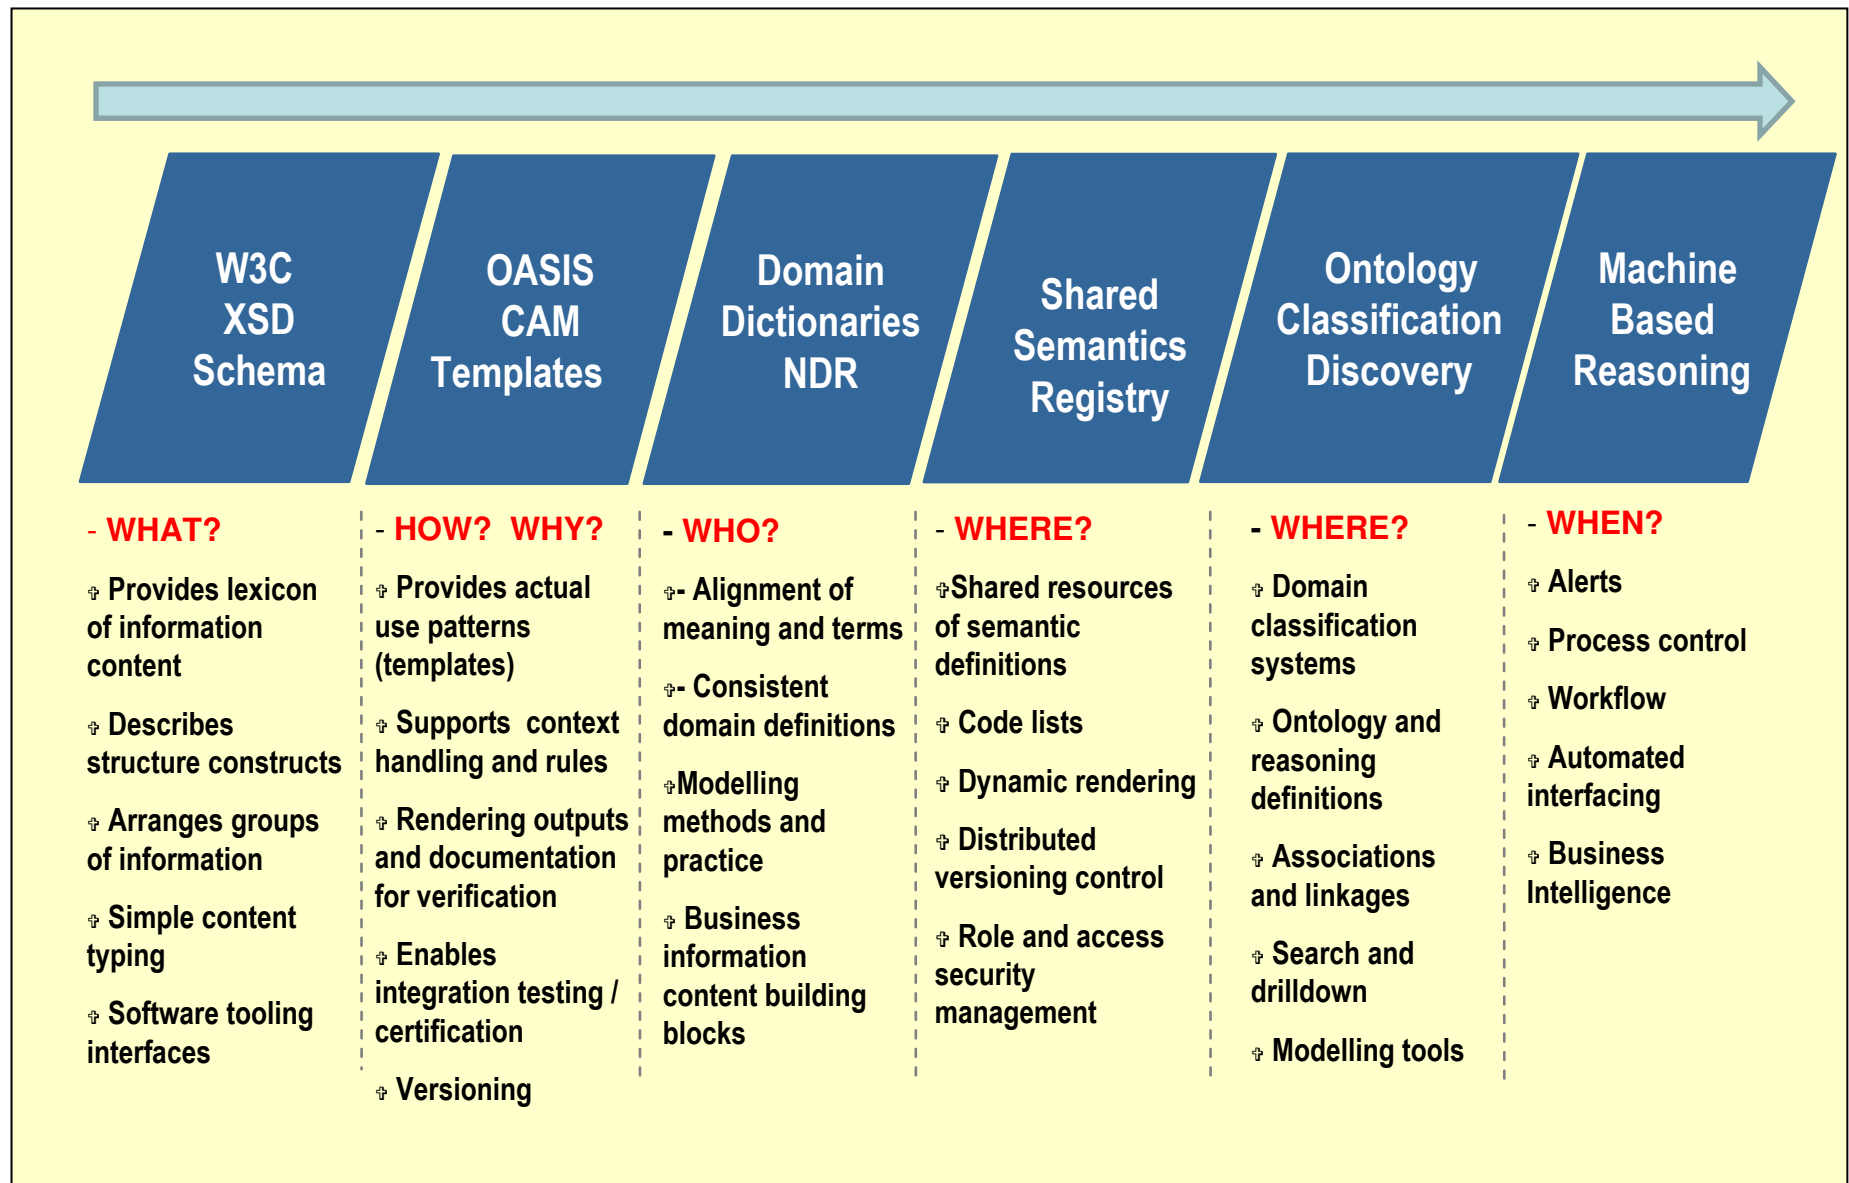 W3C
XSD
Schema
OASIS
CAM
Templates
Domain
Dictionaries
NDR
Shared
Semantics
Registry
Ontology
Classification
Discovery
Machine
Based
Reasoning
- WHAT?
✞ Provides lexicon
of information
content
✞ Describes
structure constructs
✞ Arranges groups
of information
✞ Simple content
typing
✞ Software tooling
interfaces
- HOW? WHY?
✞ Provides actual
use patterns
(templates)
✞ Supports context
handling and rules
✞ Rendering outputs
and documentation
for verification
✞ Enables
integration testing /
certification
✞ Versioning
- WHO?
✞- Alignment of
meaning and terms
✞- Consistent
domain definitions
✞Modelling
methods and
practice
✞ Business
information
content building
blocks
- WHERE?
✞Shared resources
of semantic
definitions
✞ Code lists
✞ Dynamic rendering
✞ Distributed
versioning control
✞ Role and access
security
management
- WHERE?
✞ Domain
classification
systems
✞ Ontology and
reasoning
definitions
✞ Associations
and linkages
✞ Search and
drilldown
✞ Modelling tools
- WHEN?
✞ Alerts
✞ Process control
✞ Workflow
✞ Automated
interfacing
✞ Business
Intelligence